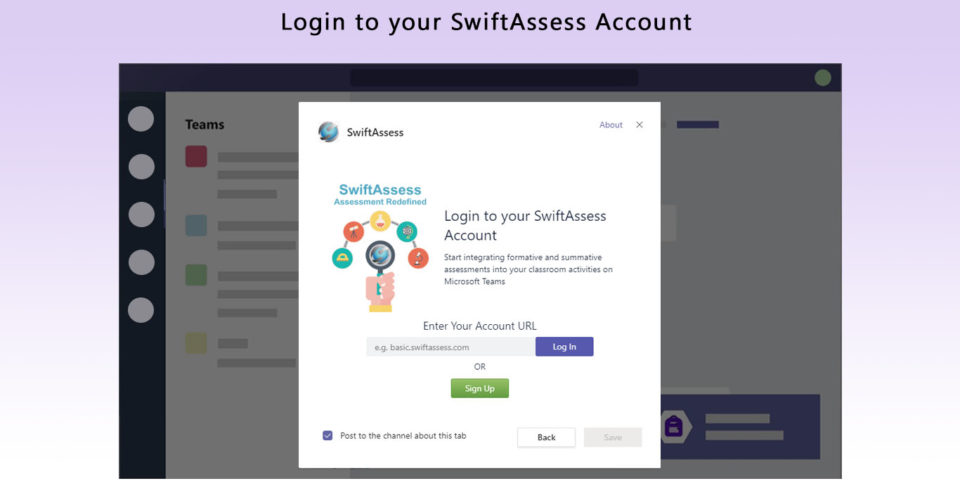 Login to your SwiftAssess Account
Teams
SwiftAssess
About
SwiftAssess
Assessment Redefined
Login to your SwiftAssess
Account
Start integrating formative and summative
assessments into your classroom activities on
Microsoft Teams
Enter Your Account URL
e.g. basic.swiftassess.com
Log In
OR
Sign Up
Post to the channel about this tab
Back
Save